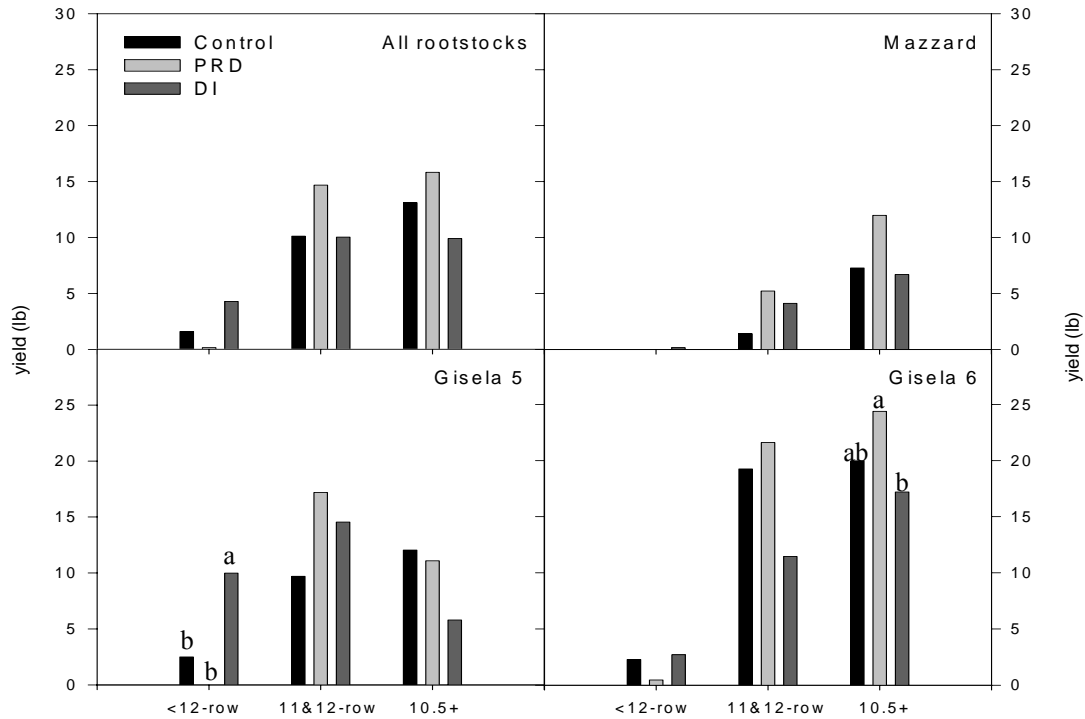 30
25
20
15
10
5
0
Control
PRD
DI
All rootstocks
Mazzard
30
25
20
15
10
5
0
yield (lb)
yield (lb)
Gisela 5
25
20
15
10
5
0
b
b
a
<12-row
11&12-row
10.5+
Gisela 6
ab
a
b
25
20
15
10
5
0
<12-row
11&12-row
10.5+